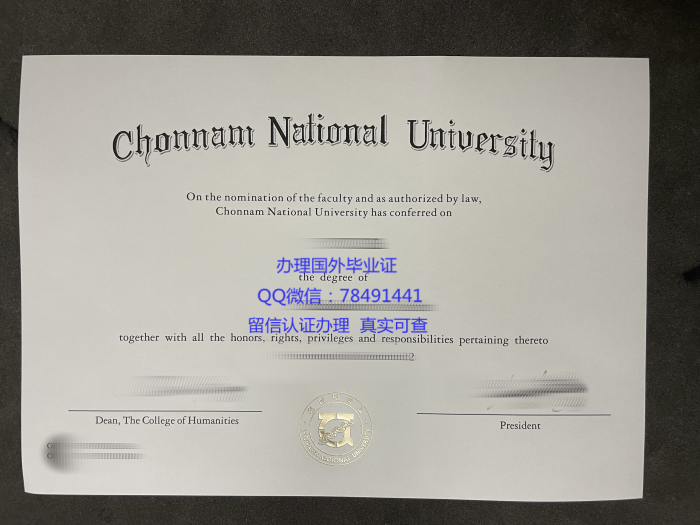 Chonnam National University
On the nomination of the faculty and as authorized by law,
Chonnam National University has conferred on
办理国外毕业证
the degree of
QQ微信：78491441
留信认证办理 真实可查
together with all the honors, rights, privileges and responsibilities pertaining thereto
2
Dean, The College of Humanities
President